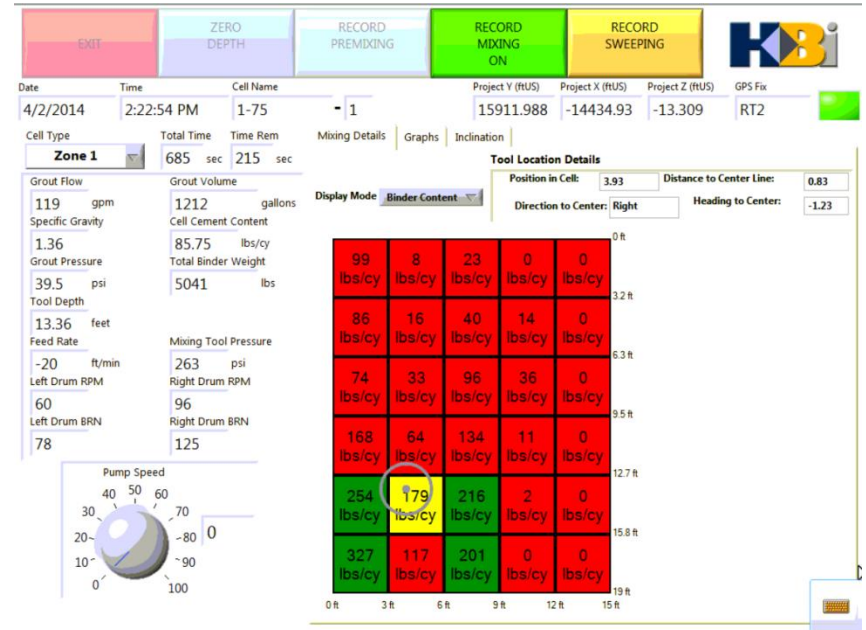 EXIT
ZERO DEPTH
RECORD PREMIXING
RECORD MIXING ON
RECORD SWEEPING
HBi
Date Time Cell Name Project Y (ftUS) Project X (ftUS) Project Z (ftUS) GPS Fix
4/2/2014 2:22:54 PM 1-75 - 1 15911.988 -14434.93 -13.309 RT2
Cell Type Total Time Time Rem Mixing Details Graphs Inclination
Zone 1 685 sec 215 sec
Tool Location Details
Position in Cell: 3.93 Distance to Center Line: 0.83
Direction to Center: Right Heading to Center: -1.23
Display Mode Binder Content
Grout Flow Grout Volume
119 gpm 1212 gallons
Specific Gravity Cell Cement Content
1.36 85.75 lbs/cy
Grout Pressure Total Binder Weight
39.5 psi 5041 lbs
Tool Depth
13.36 feet
Feed Rate Mixing Tool Pressure
-20 ft/min 263 psi
Left Drum RPM Right Drum RPM
60 96
Left Drum BRN Right Drum BRN
78 125
Pump Speed
0 10 20 30 40 50 60 70 80 90 100
0
0 ft
99 8 23 0 0
lbs/cy lbs/cy lbs/cy lbs/cy lbs/cy
3.2 ft
86 16 40 14 0
lbs/cy lbs/cy lbs/cy lbs/cy lbs/cy
6.3 ft
74 33 96 36 0
lbs/cy lbs/cy lbs/cy lbs/cy lbs/cy
9.5 ft
168 64 134 11 0
lbs/cy lbs/cy lbs/cy lbs/cy lbs/cy
12.7 ft
254 179 216 2 0
lbs/cy lbs/cy lbs/cy lbs/cy lbs/cy
15.8 ft
327 117 201 0 0
lbs/cy lbs/cy lbs/cy lbs/cy lbs/cy
19 ft
0 ft 3 ft 6 ft 9 ft 12 ft 15 ft